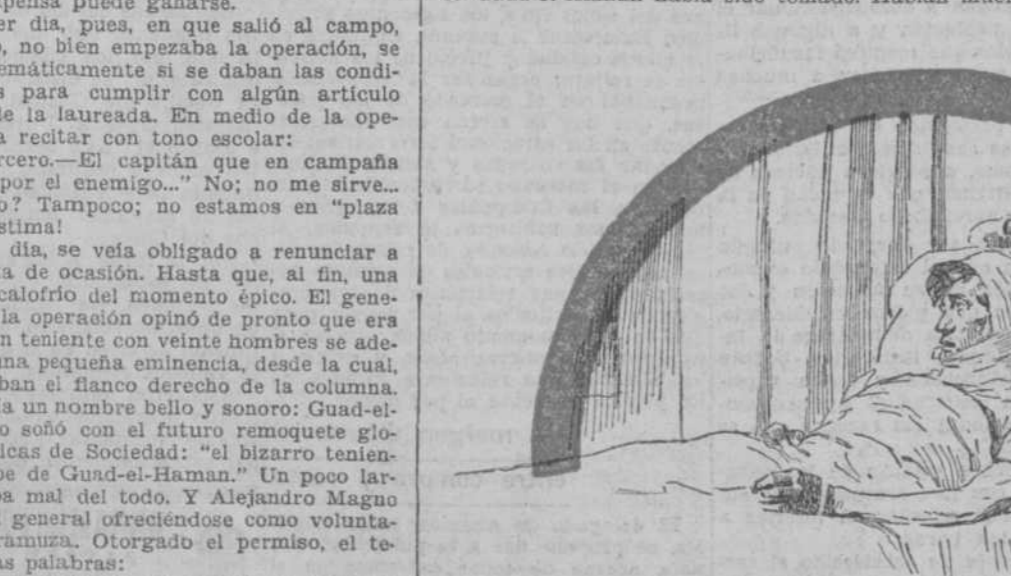 pensa puede ganarse.
er dia, pues, en que salió al campo,
, no bien empezaba la operación, se
emáticamente si se daban las condi-
s para cumplir con algún artículo
de la laureada. En medio de la ope-
a recitar con tono escolar:
rcero.—El capitán que en campaña
por el enemigo..." No; no me sirve...
o? Tampoco; no estamos en "plaza
stima!
dia, se veía obligado a renunciar a
ta de ocasión. Hasta que, al fin, una
calofrío del momento épico. El gene-
la operación opinó de pronto que era
n teniente con veinte hombres se ade-
una pequeña eminencia, desde la cual,
ban el flanco derecho de la columna.
ía un nombre bello y sonoro: Guad-el-
o soñó con el futuro remoquete glo-
icas de Sociedad: "el bizarro tenien-
be de Guad-el-Haman." Un poco lar-
ba mal del todo. Y Alejandro Magno
l general ofreciéndose como volunta-
ramuza. Otorgado el permiso, el te-
as palabras: